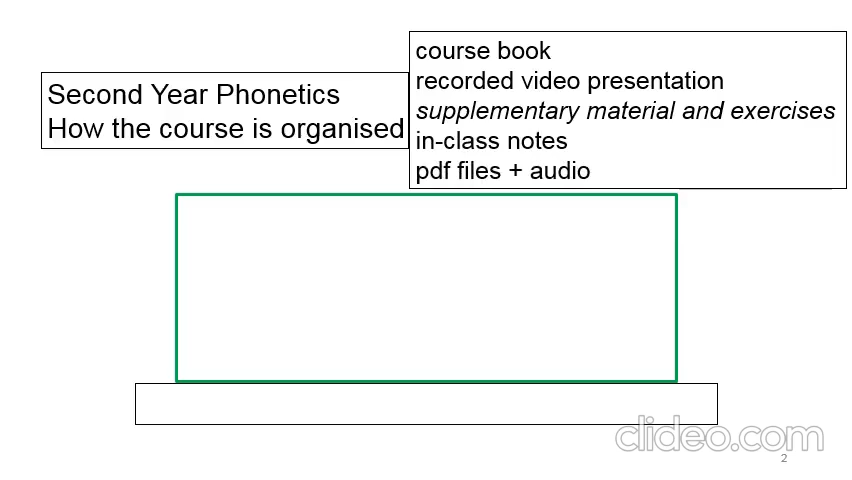 Second Year Phonetics
How the course is organised
course book
recorded video presentation
supplementary material and exercises
in-class notes
pdf files + audio
clideo.com
2